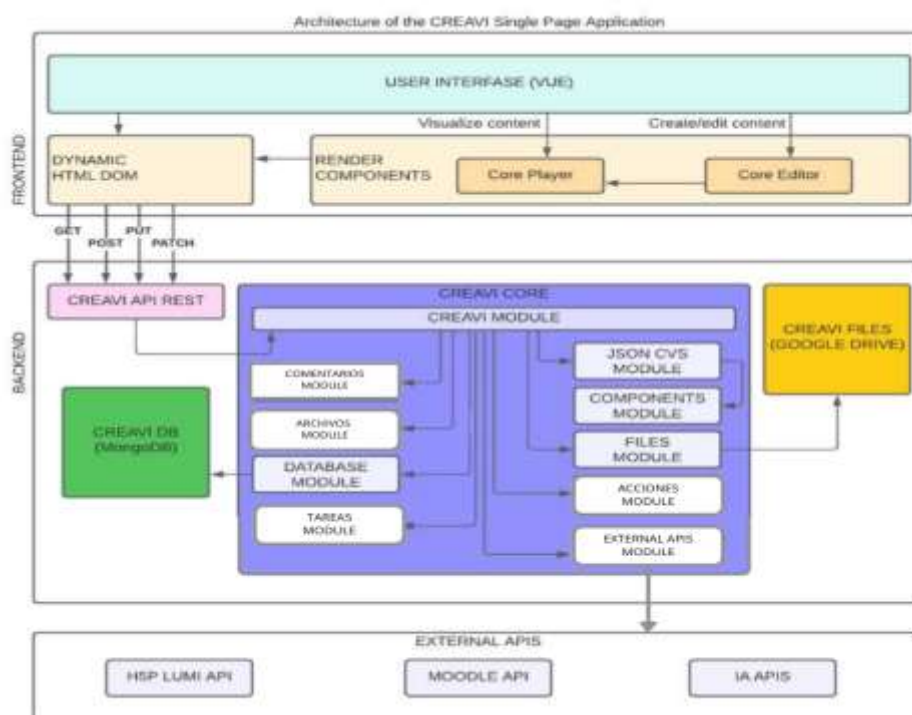 Architecture of the CREAVI Single Page Application
FRONTEND
USER INTERFASE (VUE)
Visualize content
Create/edit content
DYNAMIC
HTML DOM
RENDER
COMPONENTS
Core Player
Core Editor
GET
POST
PUT
PATCH
BACKEND
CREAVI API REST
CREAVI CORE
CREAVI MODULE
CREAVI FILES
(GOOGLE DRIVE)
COMENTARIOS
MODULE
JSON CVS
MODULE
ARCHIVOS
MODULE
COMPONENTS
MODULE
CREAVI DB
(MongoDB)
DATABASE
MODULE
FILES
MODULE
TAREAS
MODULE
ACCIONES
MODULE
EXTERNAL APIS
MODULE
EXTERNAL APIS
H5P LUMI API
MOODLE API
IA APIS